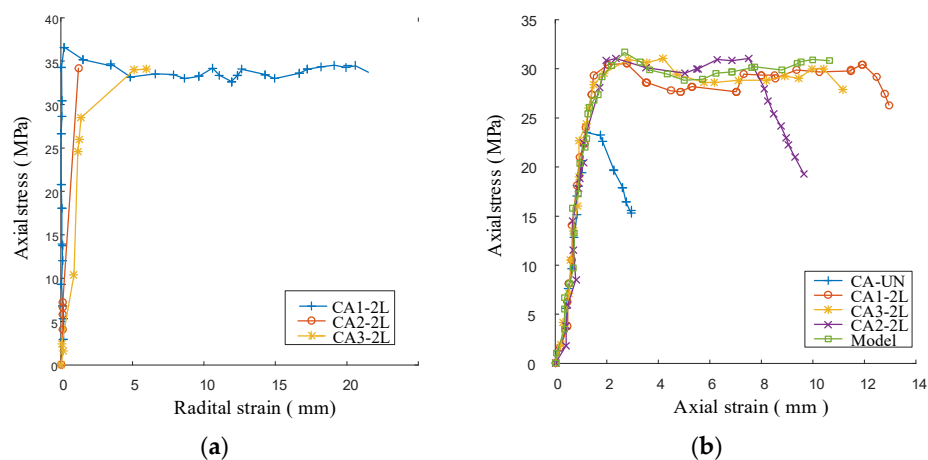 40
35
30
25
20
15
10
5
0
Axial stress ( MPa)
0 5 10 15 20
Radital strain ( mm)
CA1-2L
CA2-2L
CA3-2L
(a)
35
30
25
20
15
10
5
0
Axial stress ( MPa)
0 2 4 6 8 10 12 14
Axial strain ( mm )
CA-UN
CA1-2L
CA3-2L
CA2-2L
Model
(b)